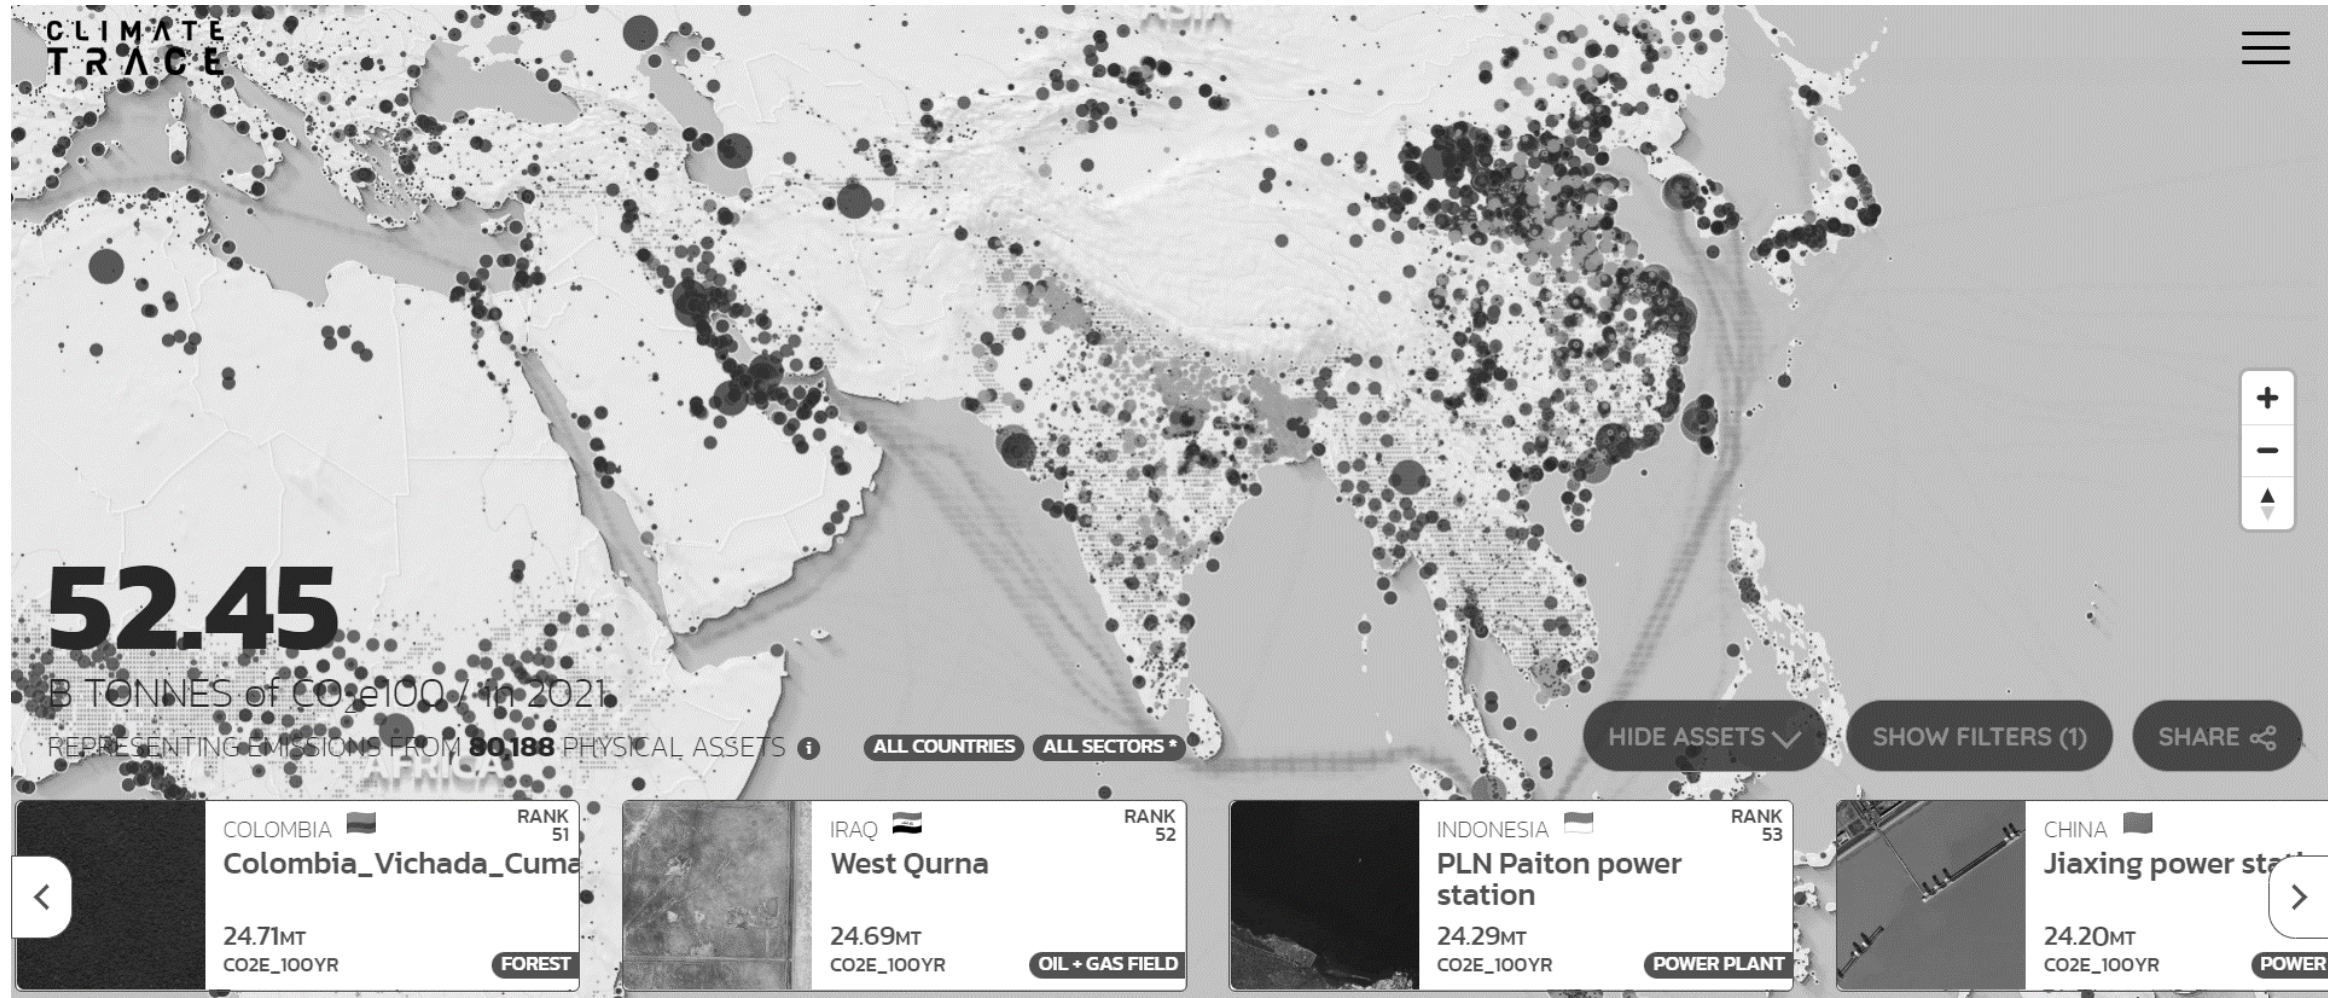 ASIA
CLIMATE
TRACE
52.45
B TONNES of CO₂e100 / in 2021
REPRESENTING EMISSIONS FROM 80,188 PHYSICAL ASSETS i
ALL COUNTRIES ALL SECTORS *
AFRICA
HIDE ASSETS
SHOW FILTERS (1)
SHARE
COLOMBIA
RANK
51
Colombia_Vichada_Cuma
24.71MT
CO2E_100YR
FOREST
IRAQ
RANK
52
West Qurna
24.69MT
CO2E_100YR
OIL + GAS FIELD
INDONESIA
RANK
53
PLN Paiton power
station
24.29MT
CO2E_100YR
POWER PLANT
CHINA
Jiaxing power stati
24.20MT
CO2E_100YR
POWER